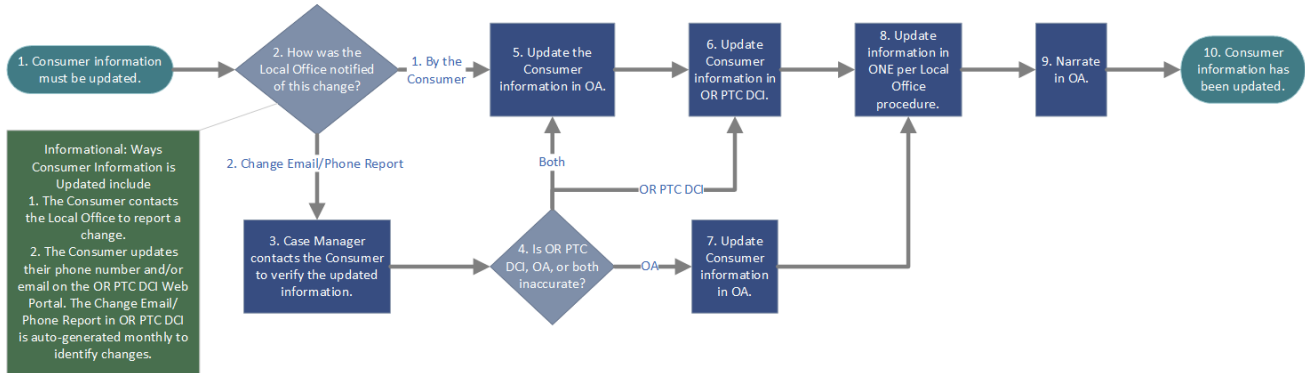 1. Consumer information
must be updated.
2. How was the
Local Office notified
of this change?
1. By the
Consumer
5. Update the
Consumer
information in OA.
6. Update
Consumer
information in
OR PTC DCI.
8. Update
information in
ONE per Local
Office
procedure.
9. Narrate
in OA.
10. Consumer
information has
been updated.
Informational: Ways
Consumer Information is
Updated include
1. The Consumer contacts
the Local Office to report a
change.
2. The Consumer updates
their phone number and/or
email on the OR PTC DCI Web
Portal. The Change Email/
Phone Report in OR PTC DCI
is auto-generated monthly to
identify changes.
2. Change Email/Phone Report
Both
OR PTC DCI
3. Case Manager
contacts the Consumer
to verify the updated
information.
4. Is OR PTC
DCI, OA, or both
inaccurate?
OA
7. Update
Consumer
information
in OA.